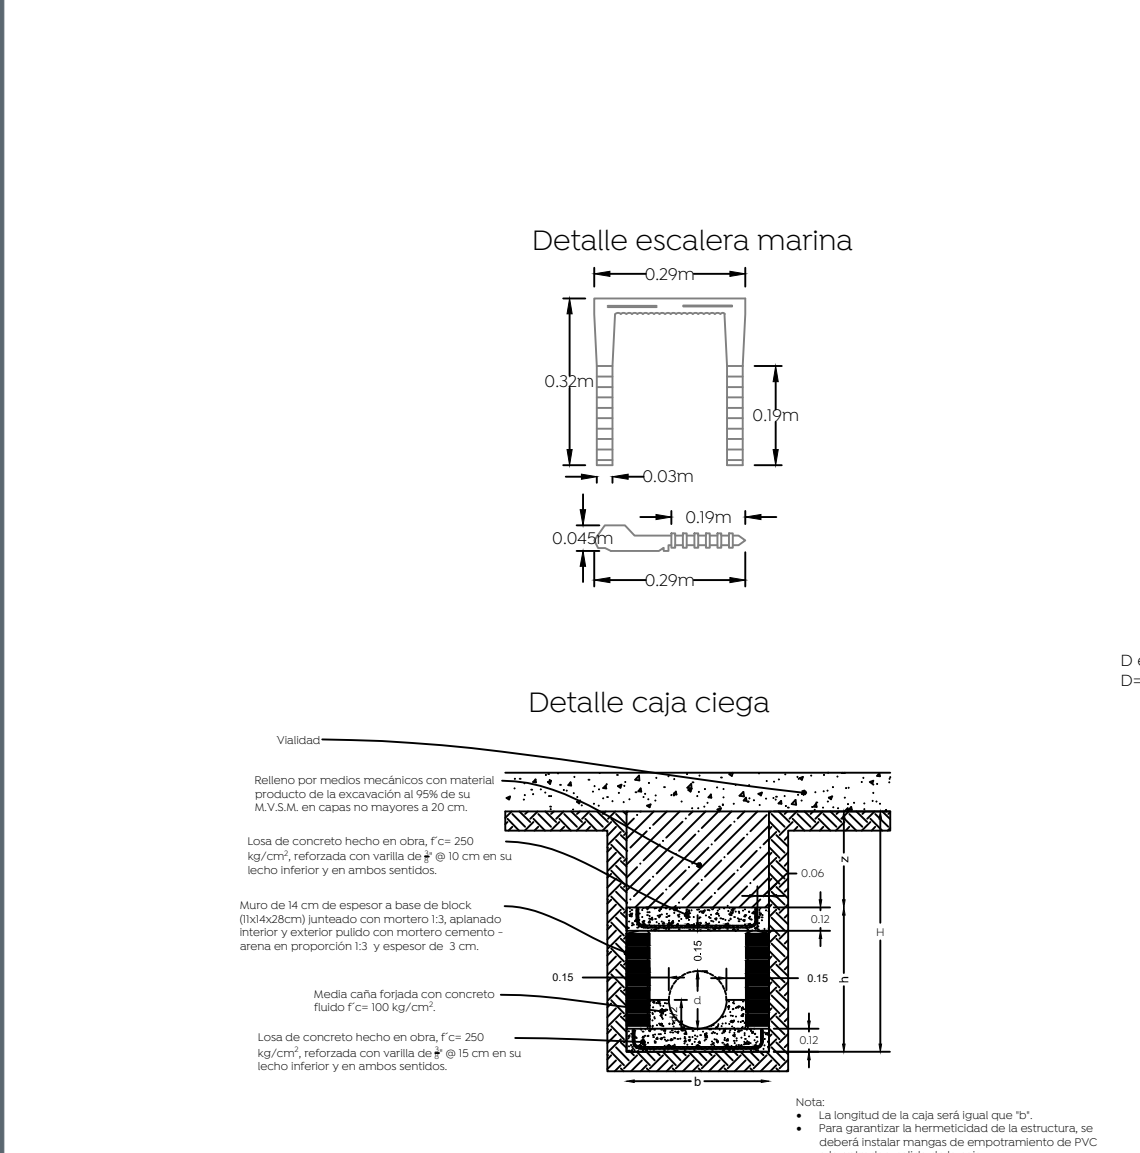 Detalle escalera marina
0.29m
0.32m
0.19m
0.03m
0.19m
0.045m
0.29m
D
D=
Detalle caja ciega
Vialidad
Relleno por medios mecánicos con material
producto de la excavación al 95% de su
M.V.S.M. en capas no mayores a 20 cm.
Losa de concreto hecho en obra, f´c= 250
kg/cm², reforzada con varilla de 3/8" @ 10 cm en su
lecho inferior y en ambos sentidos.
Muro de 14 cm de espesor a base de block
(11x14x28cm) junteado con mortero 1:3, aplanado
interior y exterior pulido con mortero cemento -
arena en proporción 1:3 y espesor de 3 cm.
Media caña forjada con concreto
fluido f´c= 100 kg/cm².
Losa de concreto hecho en obra, f´c= 250
kg/cm², reforzada con varilla de 3/8" @ 15 cm en su
lecho inferior y en ambos sentidos.
z
0.06
0.12
H
0.15
0.15
0.15
h
d
0.12
b
Nota:
• La longitud de la caja será igual que "b".
• Para garantizar la hermeticidad de la estructura, se
deberá instalar mangas de empotramiento de PVC